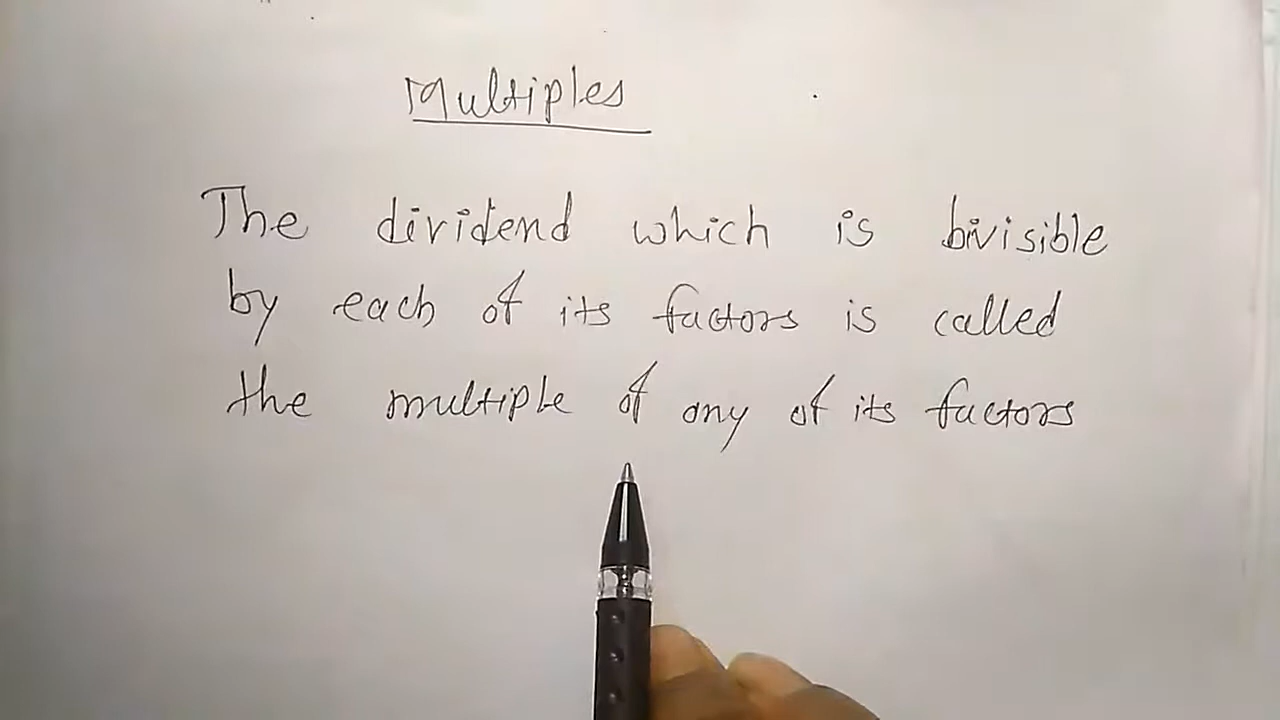 Multiples
The dividend which is bivisible
by each of its factors is called
the multiple of any of its factors